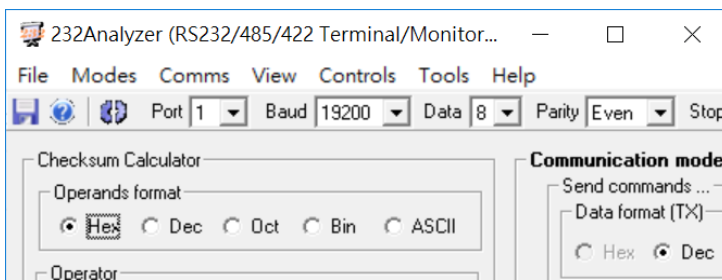 232Analyzer (RS232/485/422 Terminal/Monitor...
File Modes Comms View Controls Tools Help
Port 1 Baud 19200 Data 8 Parity Even Stop
Checksum Calculator
Communication mode
Operands format
Send commands ...
Data format (TX)
Hex Dec Oct Bin ASCII
Hex Dec
Operator